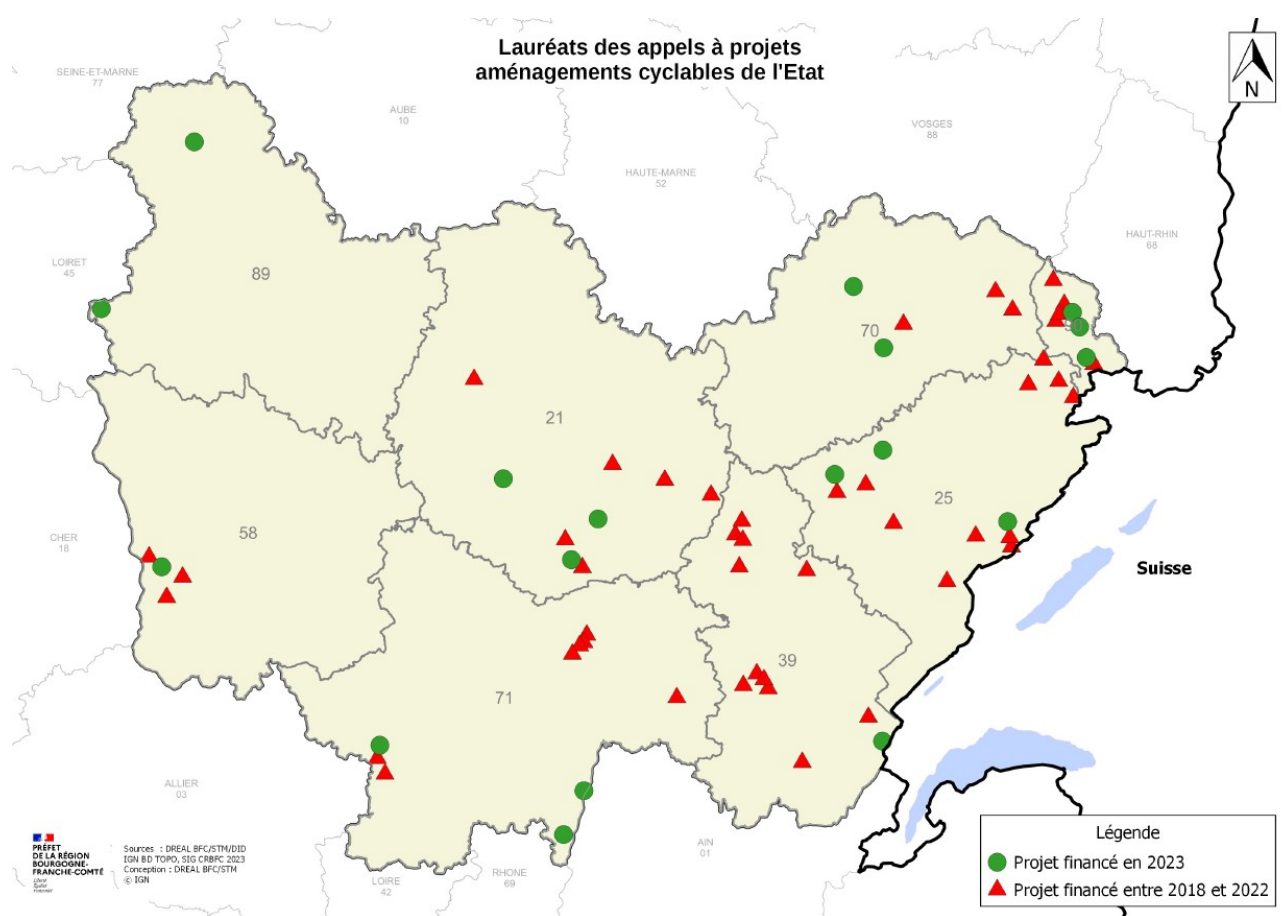 Lauréats des appels à projets
aménagements cyclables de l'Etat
N
SEINE-ET-MARNE
77
AUBE
10
VOSGES
88
HAUTE-MARNE
52
HAUT-RHIN
68
LOIRET
45
89
70
90
21
25
58
CHER
18
Suisse
39
71
ALLIER
03
AIN
01
LOIRE
42
RHONE
69
PRÉFET
DE LA RÉGION
BOURGOGNE-
FRANCHE-COMTÉ
Liberté
Égalité
Fraternité
Sources : DREAL BFC/STM/DID
IGN BD TOPO, SIG CRBFC 2023
Conception : DREAL BFC/STM
© IGN
Légende
Projet financé en 2023
Projet financé entre 2018 et 2022